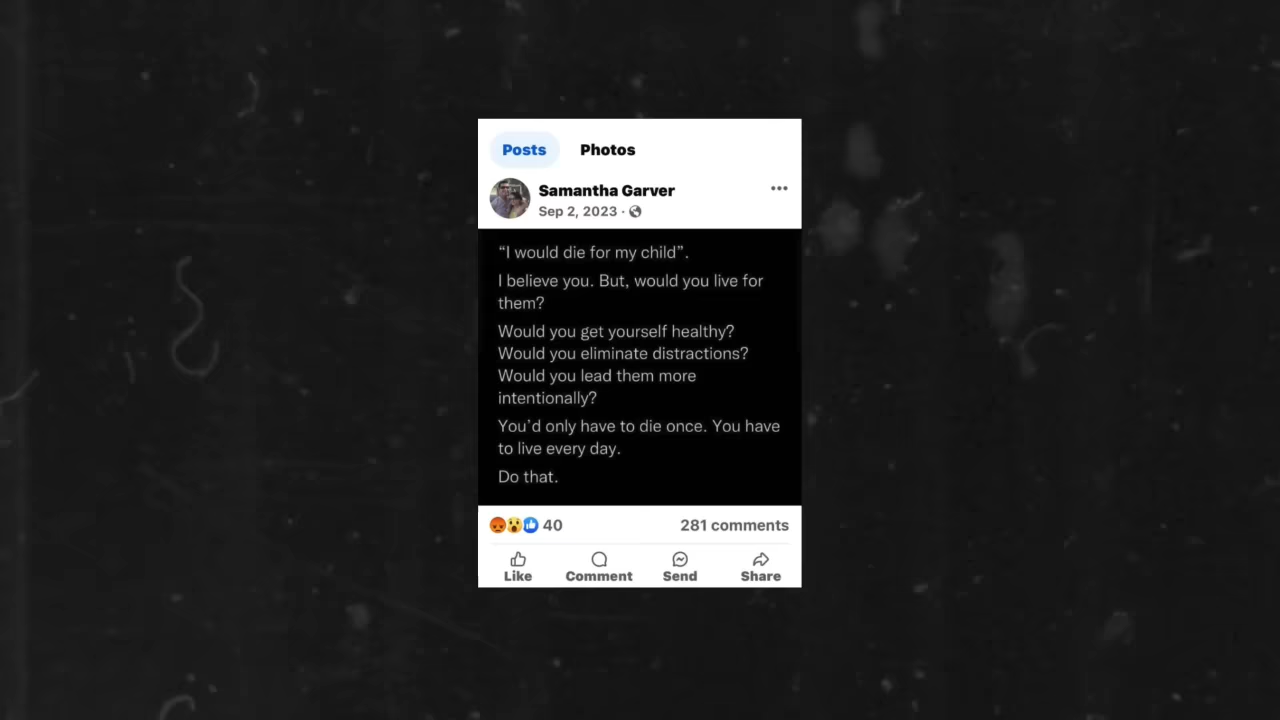 Posts Photos
Samantha Garver
Sep 2, 2023 ·
“I would die for my child”.
I believe you. But, would you live for
them?
Would you get yourself healthy?
Would you eliminate distractions?
Would you lead them more
intentionally?
You’d only have to die once. You have
to live every day.
Do that.
40 281 comments
Like Comment Send Share